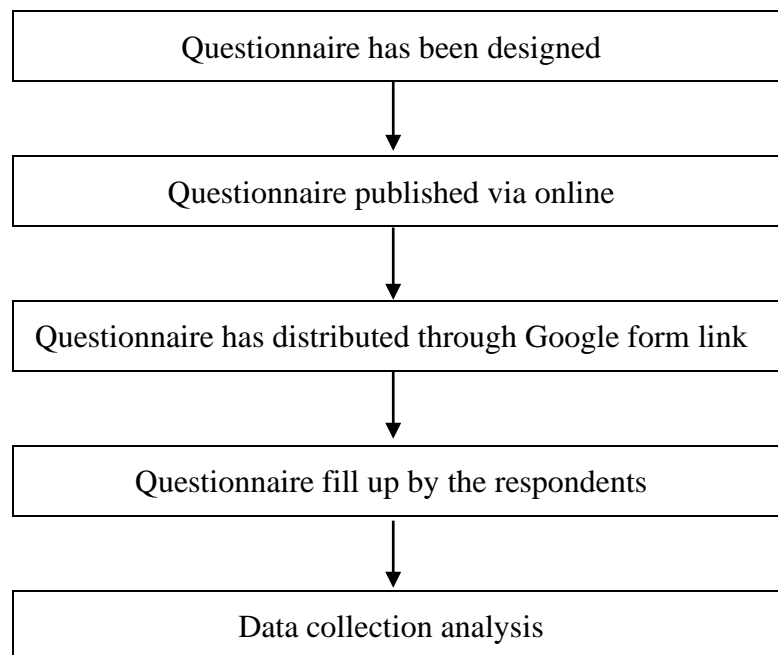 Questionnaire has been designed
Questionnaire published via online
Questionnaire has distributed through Google form link
Questionnaire fill up by the respondents
Data collection analysis